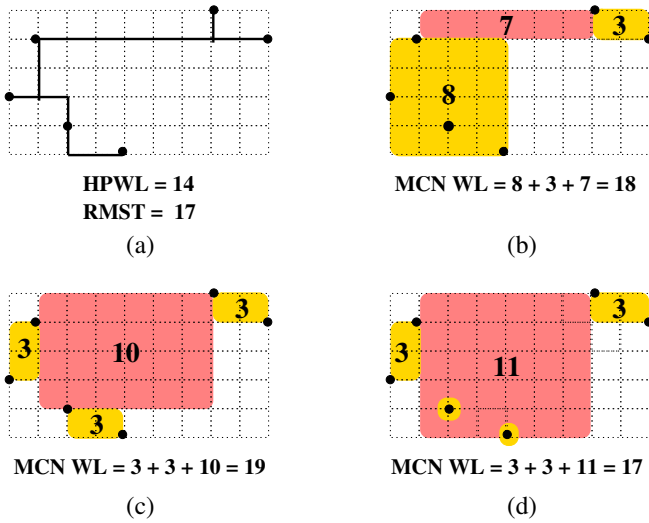 7
3
8
HPWL = 14
RMST = 17
MCN WL = 8 + 3 + 7 = 18
(a)
(b)
3
3
10
3
3
3
11
MCN WL = 3 + 3 + 10 = 19
MCN WL = 3 + 3 + 11 = 17
(c)
(d)